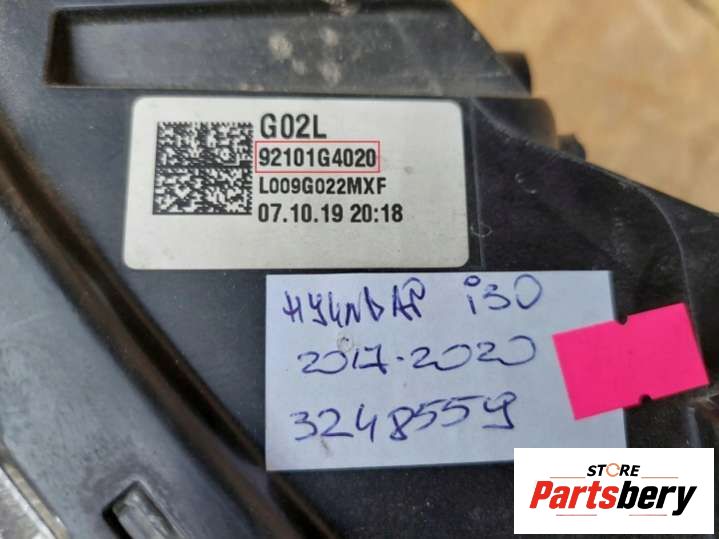 G02L
92101G4020
L009G022MXF
07.10.19 20:18
HYUNDAI i30
2017-2020
3248559
STORE
Partsbery